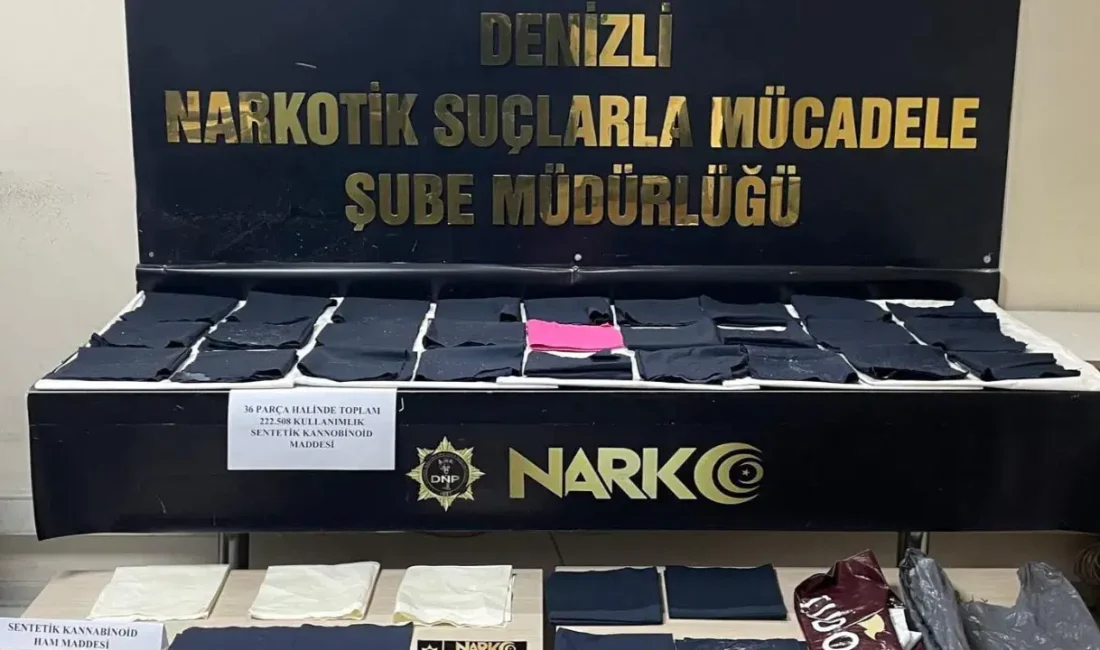 DENİZLİ
NARKOTİK SUÇLARLA MÜCADELE
ŞUBE MÜDÜRLÜĞÜ
36 PARÇA HALİNDE TOPLAM
222.508 KULLANIMLIK
SENTETİK KANNOBİNOİD
MADDESİ
DNP
NARKO
SENTETİK KANNABİNOİD
HAM MADDESİ
NARKO